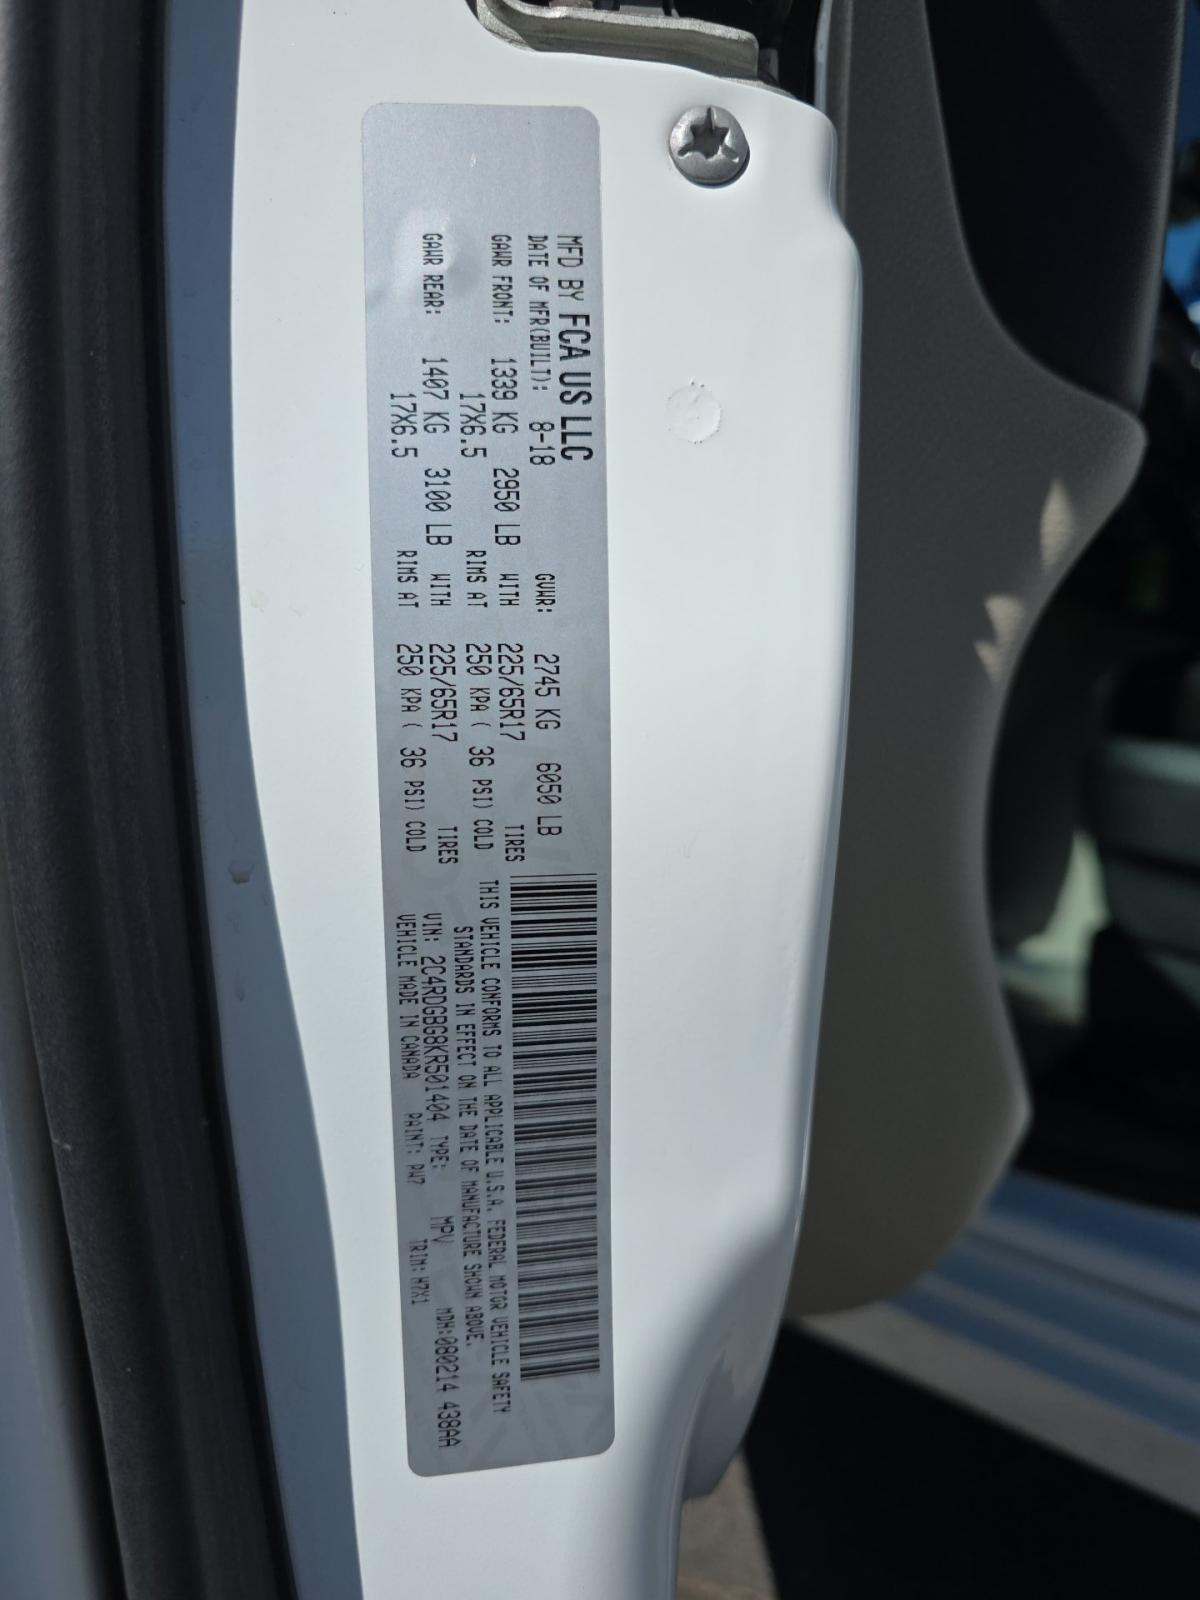 MFD BY FCA US LLC
DATE OF MFR(BUILT): 8-18 GVWR: 2745 KG 6050 LB
GAWR FRONT: 1339 KG 2950 LB WITH 225/65R17 TIRES
17X6.5 RIMS AT 250 KPA( 36 PSI) COLD
GAWR REAR: 1407 KG 3100 LB WITH 225/65R17 TIRES
17X6.5 RIMS AT 250 KPA( 36 PSI) COLD
THIS VEHICLE CONFORMS TO ALL APPLICABLE U.S.A. FEDERAL MOTOR VEHICLE SAFETY
STANDARDS IN EFFECT ON THE DATE OF MANUFACTURE SHOWN ABOVE.
VIN: 2C4RDGBG8KR501404 TYPE: MPV MDH:080214 438AA
VEHICLE MADE IN CANADA PAINT: PW7 TRIM: M7X1